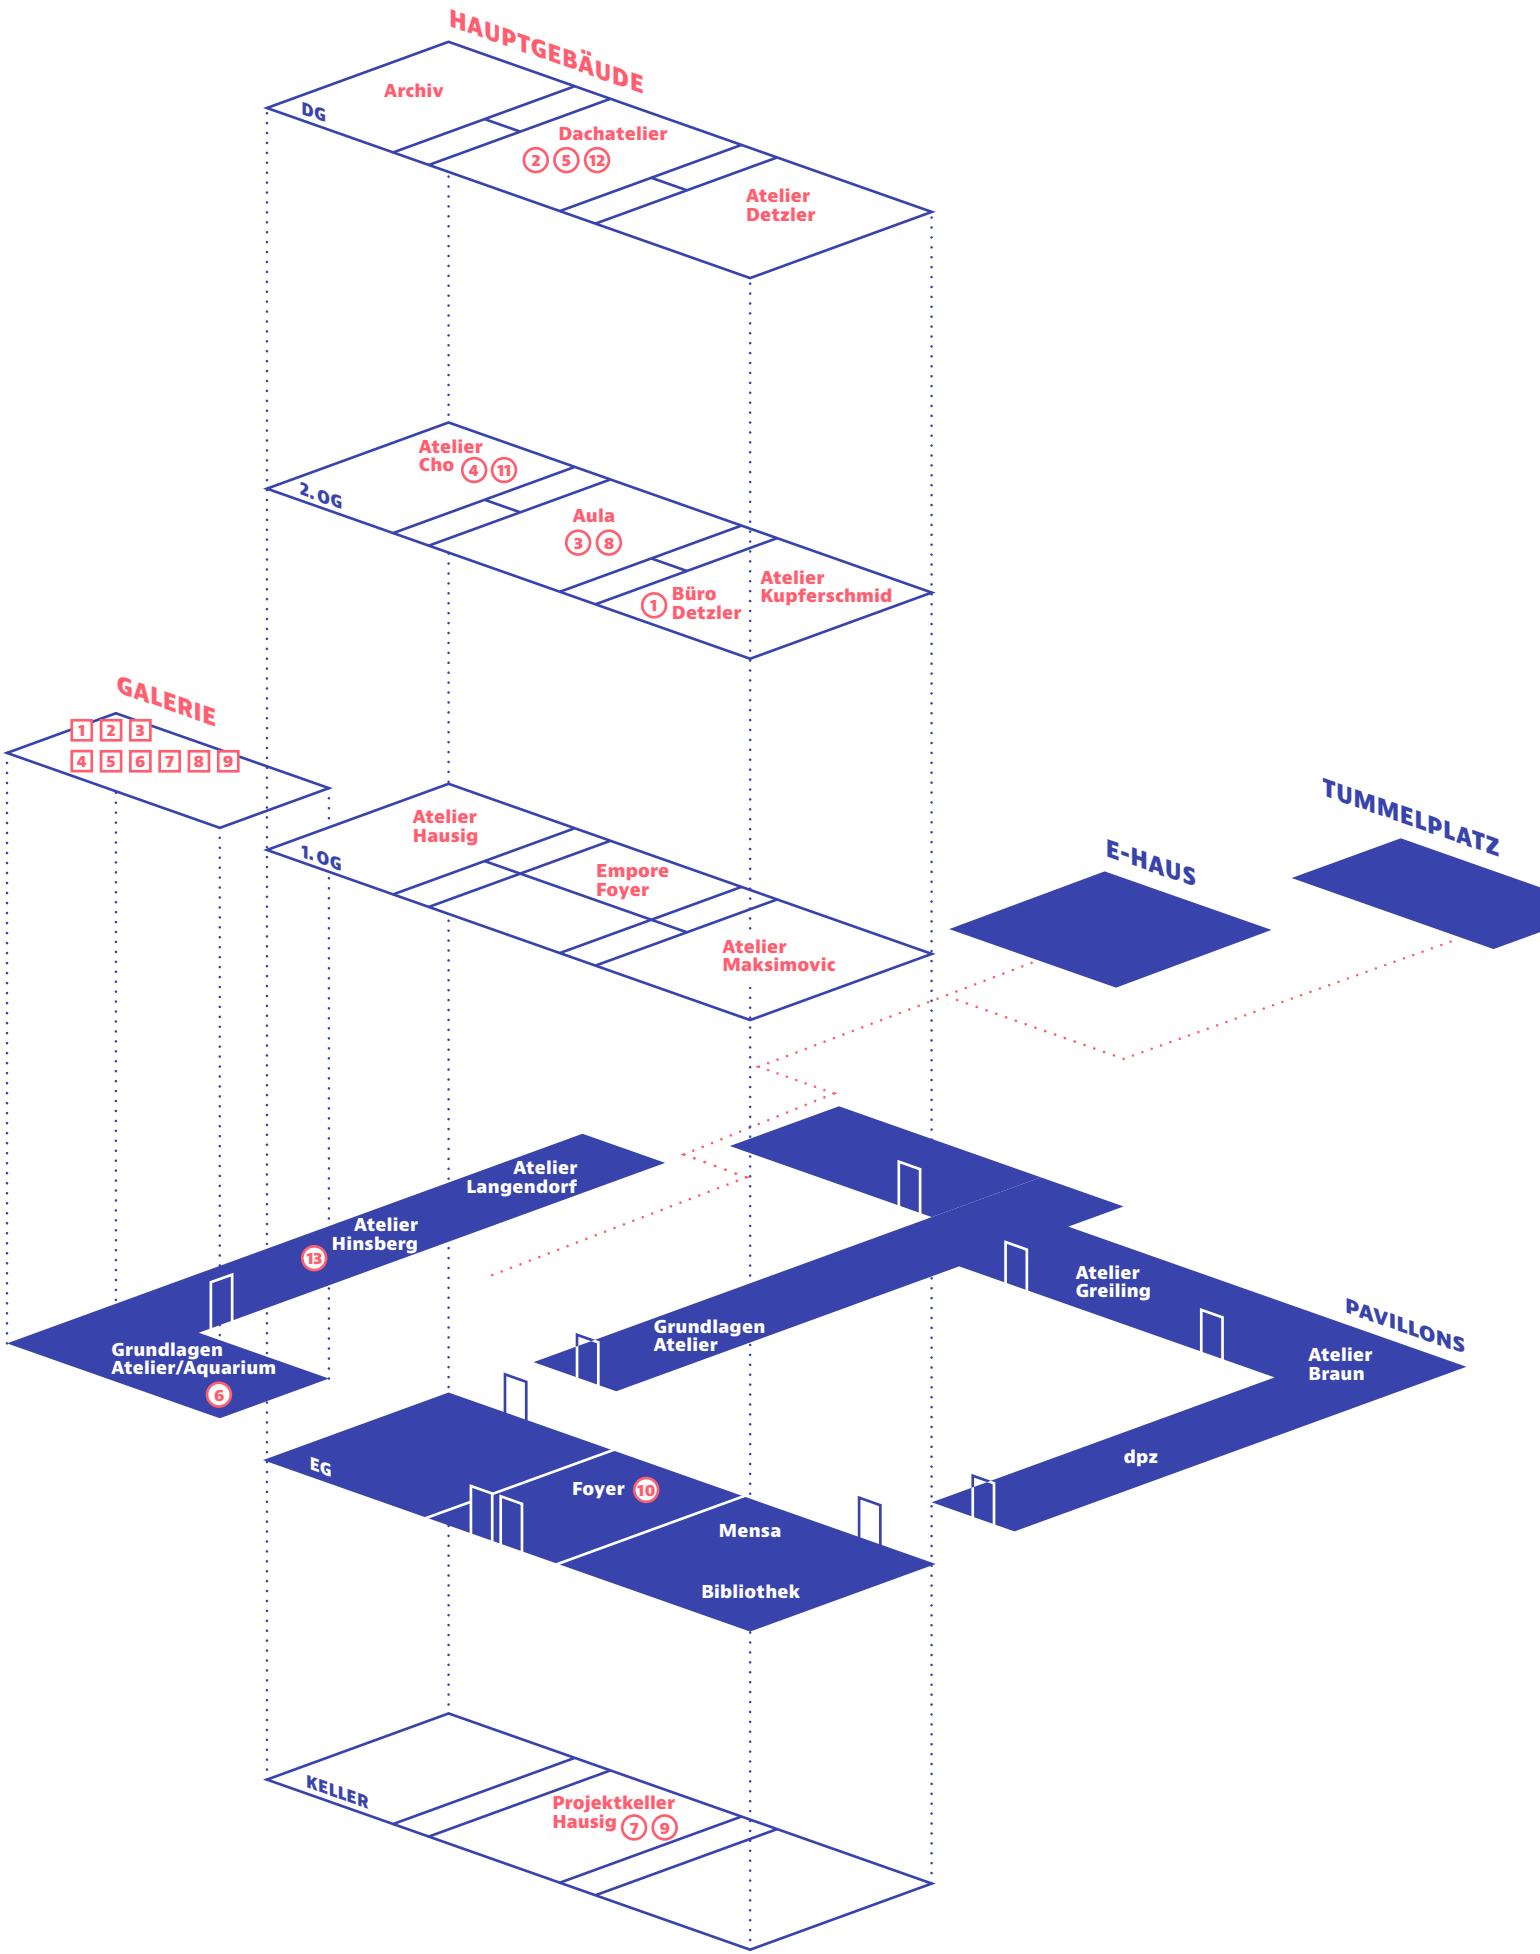 HAUPTGEBÄUDE
Archiv
DG
Dachatelier
2 5 12
Atelier
Detzler
Atelier
Cho 4 11
2.OG
Aula
3 8
Atelier
Kupferschmid
1 Büro
Detzler
GALERIE
1 2 3
4 5 6 7 8 9
Atelier
Hausig
1.OG
Empore
Foyer
Atelier
Maksimovic
TUMMELPLATZ
E-HAUS
Atelier
Langendorf
Atelier
Hinsberg
13
Grundlagen
Atelier/Aquarium
6
Atelier
Greiling
Grundlagen
Atelier
PAVILLONS
Atelier
Braun
dpz
EG
Foyer 10
Mensa
Bibliothek
KELLER
Projektkeller
Hausig 7 9